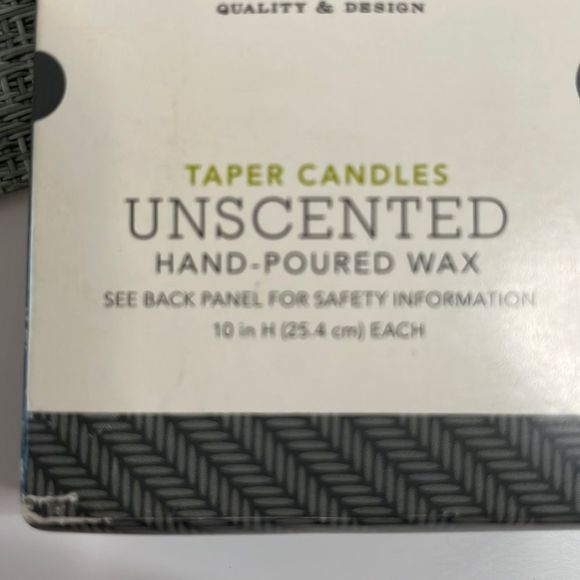 QUALITY & DESIGN
TAPER CANDLES
UNSCENTED
HAND-POURED WAX
SEE BACK PANEL FOR SAFETY INFORMATION
10 in H (25.4 cm) EACH